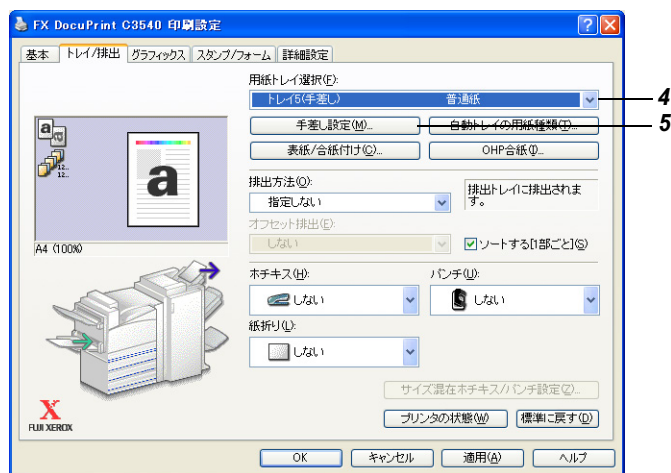 FX DocuPrint C3540 印刷設定
基本 トレイ/排出 グラフィックス スタンプ/フォーム 詳細設定
用紙トレイ選択(F):
トレイ5(手差し) 普通紙
4
手差し設定(M)... 自動トレイの用紙種類(T)...
5
表紙/合紙付け(C)... OHP合紙(I)...
a
12..
12..
a
A4 (100%)
排出方法(O):
指定しない
排出トレイに排出されます。
オフセット排出(E):
しない
ソートする[1部ごと](S)
ホチキス(H): パンチ(U):
しない しない
紙折り(L):
しない
サイズ混在ホチキス/パンチ設定(Z)...
X
FUJI XEROX
プリンタの状態(W) 標準に戻す(D)
OK キャンセル 適用(A) ヘルプ